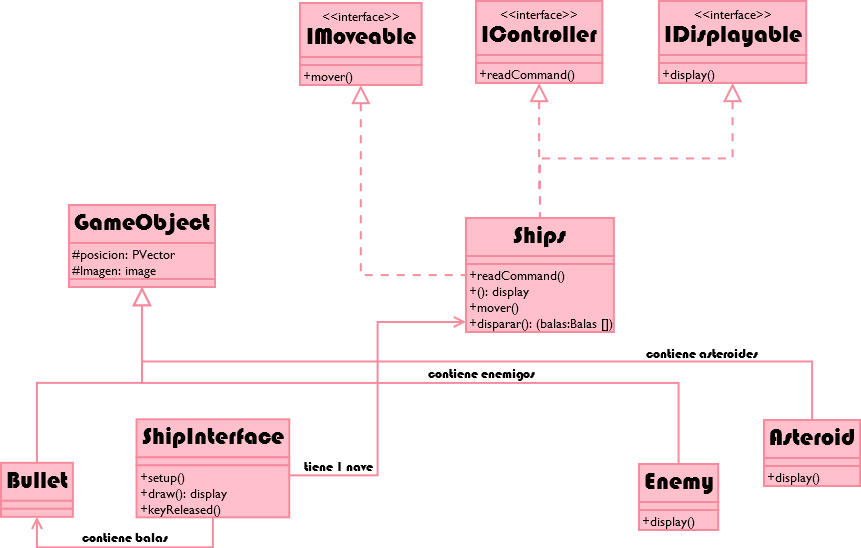 <<interface>>
IMoveable
+mover()
<<interface>>
IController
+readCommand()
<<interface>>
IDisplayable
+display()
GameObject
#posicion: PVector
#Imagen: image
Ships
+readCommand()
+(): display
+mover()
+disparar(): (balas:Balas [])
contiene asteroides
contiene enemigos
ShipInterface
+setup()
+draw(): display
+keyReleased()
tiene 1 nave
Asteroid
+display()
Bullet
Enemy
+display()
contiene balas